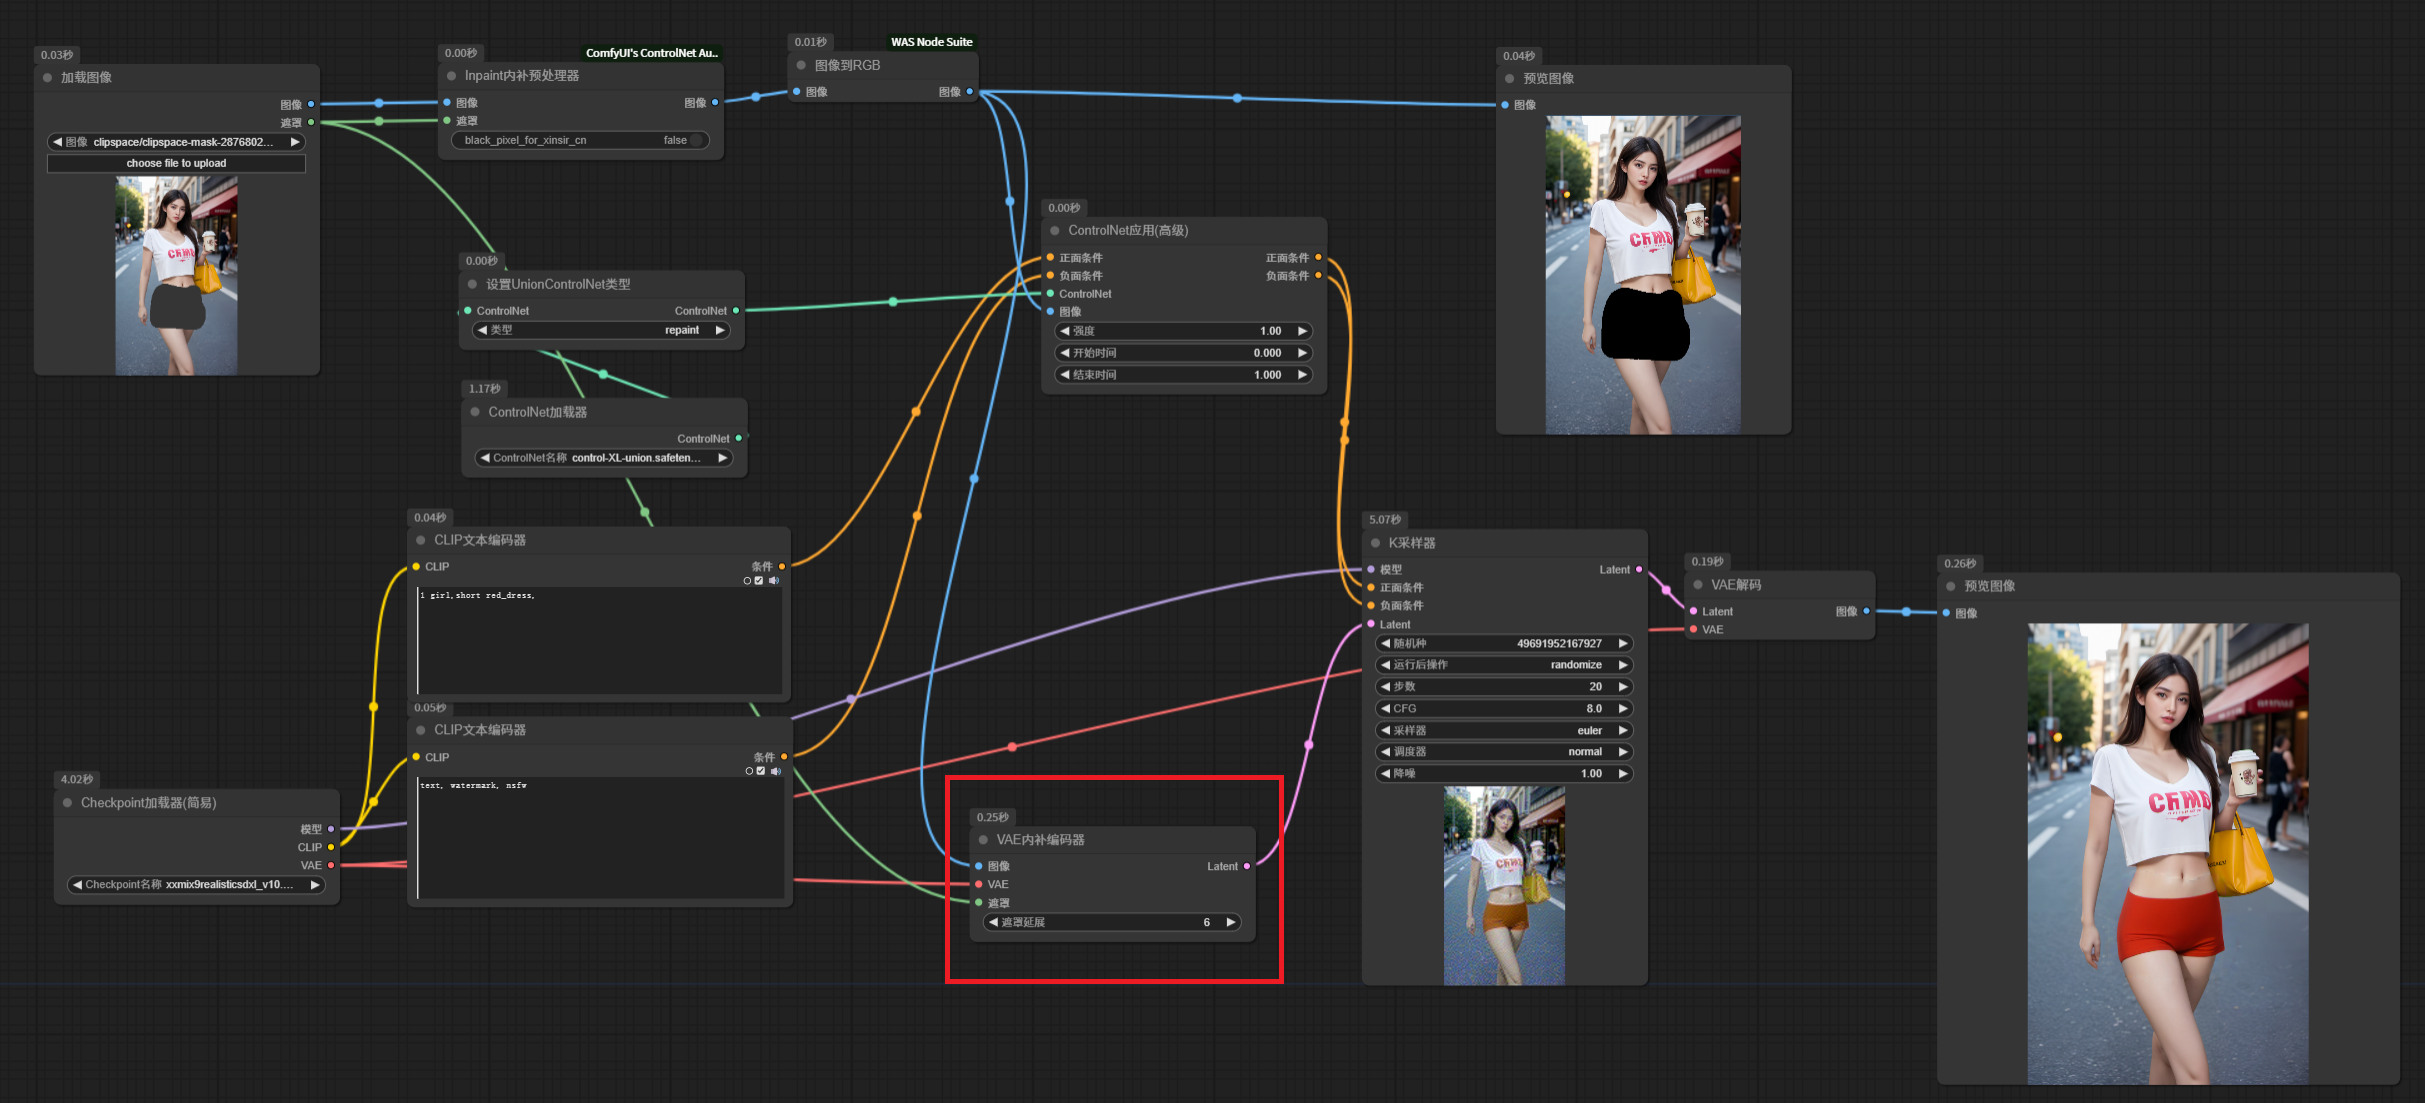 0.03秒
加载图像
图像
遮罩
图像 clipspace/clipspace-mask-2876802...
choose file to upload
CFMD
0.00秒
ComfyUI's ControlNet Au..
Inpaint内补预处理器
图像 图像
遮罩
black_pixel_for_xinsir_cn false
0.01秒
WAS Node Suite
图像到RGB
图像 图像
0.04秒
预览图像
图像
CFMD
0.00秒
设置UnionControlNet类型
ControlNet ControlNet
类型 repaint
1.17秒
ControlNet加载器
ControlNet
ControlNet名称 control-XL-union.safeten...
0.00秒
ControlNet应用(高级)
正面条件 正面条件
负面条件 负面条件
ControlNet
图像
强度 1.00
开始时间 0.000
结束时间 1.000
0.04秒
CLIP文本编码器
CLIP 条件
1 girl,short red_dress,
0.05秒
CLIP文本编码器
CLIP 条件
text, watermark, nsfw
4.02秒
Checkpoint加载器(简易)
模型
CLIP
VAE
Checkpoint名称 xxmix9realisticsdxl_v10....
0.25秒
VAE内补编码器
图像 Latent
VAE
遮罩
遮罩延展 6
5.07秒
K采样器
模型 Latent
正面条件
负面条件
Latent
随机种 49691952167927
运行后操作 randomize
步数 20
CFG 8.0
采样器 euler
调度器 normal
降噪 1.00
CFMD
0.19秒
VAE解码
Latent 图像
VAE
0.26秒
预览图像
图像
CFMD